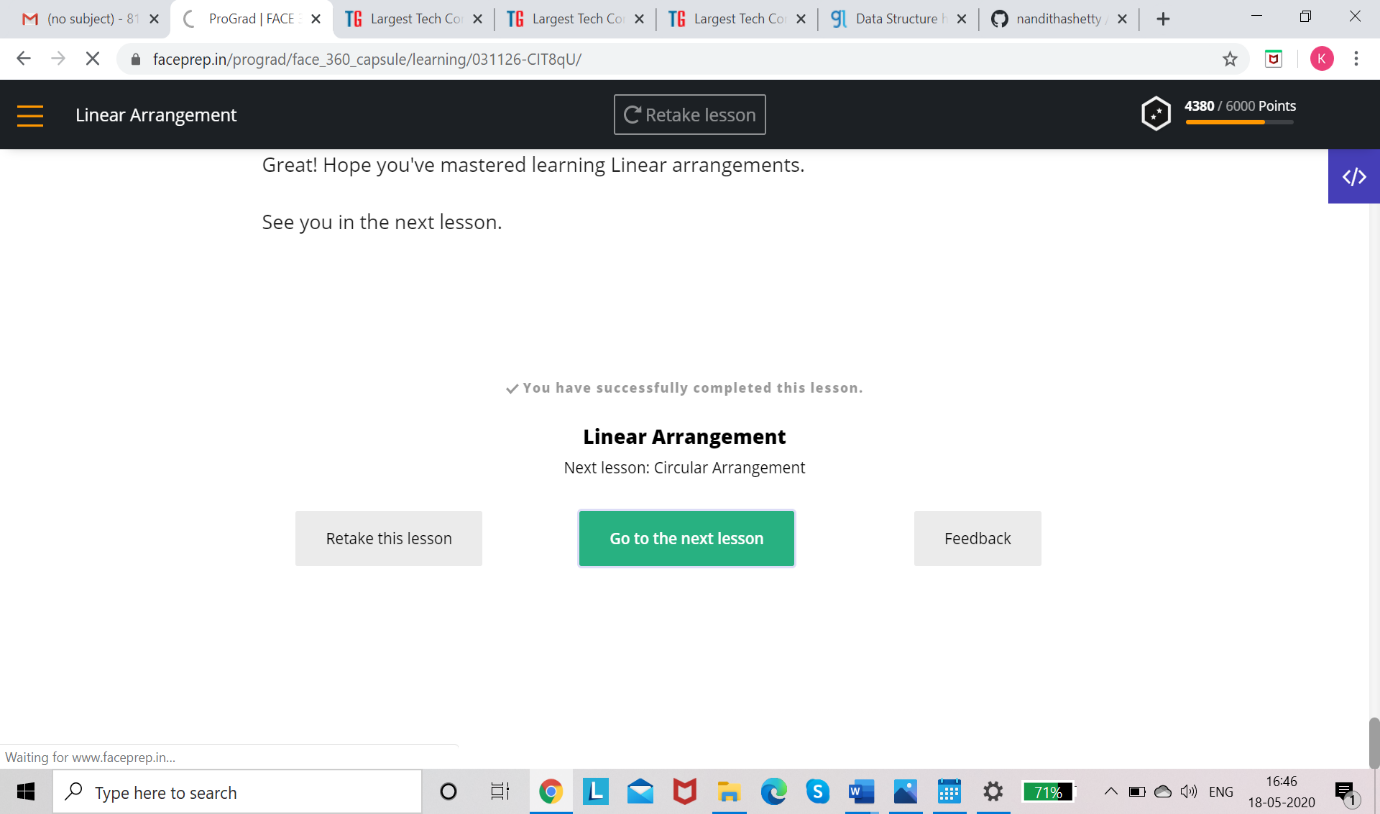 (no subject) - 81
ProGrad | FACE
Largest Tech Co
Largest Tech Co
Largest Tech Co
Data Structure
nandithashetty
faceprep.in/prograd/face_360_capsule/learning/031126-CIT8qU/
K
Linear Arrangement
Retake lesson
4380 / 6000 Points
Great! Hope you've mastered learning Linear arrangements.
</>
See you in the next lesson.
You have successfully completed this lesson.
Linear Arrangement
Next lesson: Circular Arrangement
Retake this lesson
Go to the next lesson
Feedback
Waiting for www.faceprep.in...
Type here to search
71%
ENG
16:46
18-05-2020
1